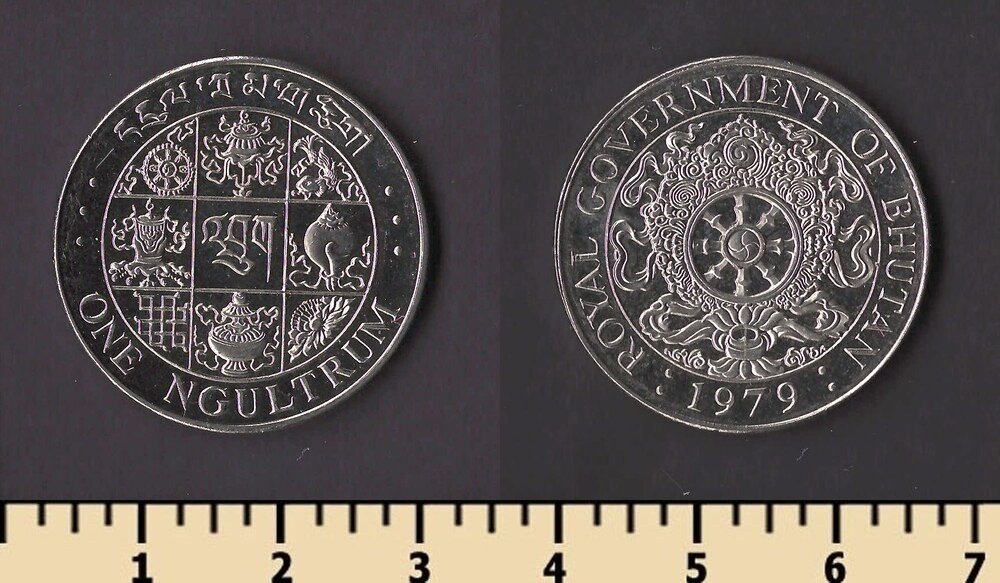 ONE NGULTRUM
ROYAL GOVERNMENT OF BHUTAN
1979
1 2 3 4 5 6 7